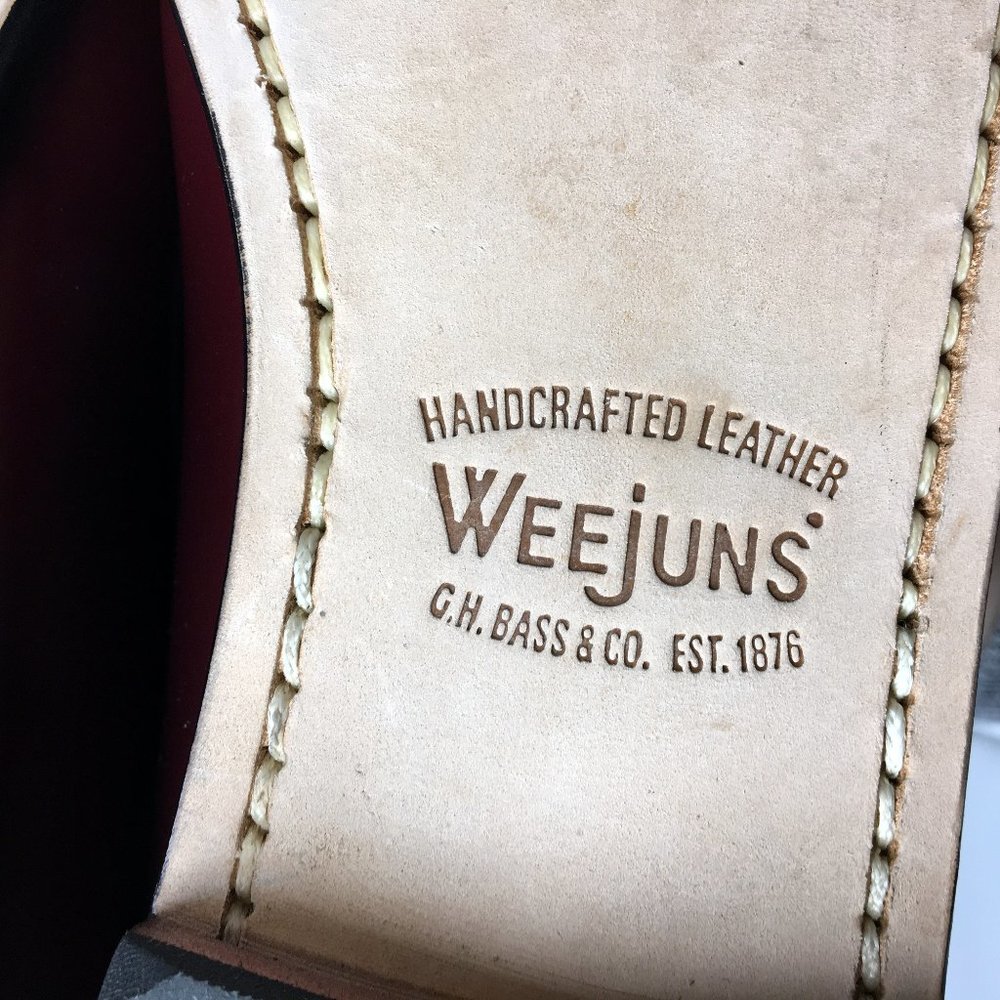 HANDCRAFTED LEATHER
WEEjUNS
G.H. BASS & CO. EST. 1876